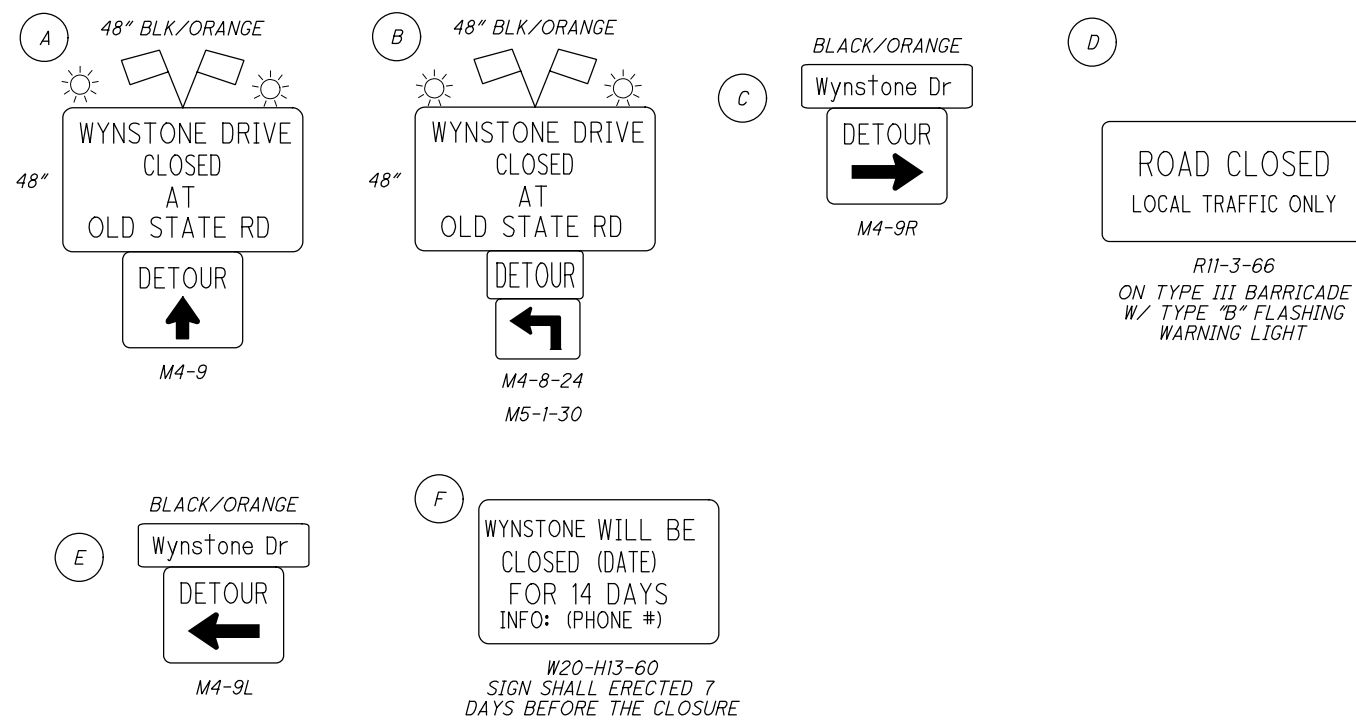 A
48" BLK/ORANGE
WYNSTONE DRIVE
CLOSED
AT
OLD STATE RD
48"
DETOUR
M4-9
B
48" BLK/ORANGE
WYNSTONE DRIVE
CLOSED
AT
OLD STATE RD
48"
DETOUR
M4-8-24
M5-1-30
C
BLACK/ORANGE
Wynstone Dr
DETOUR
M4-9R
D
ROAD CLOSED
LOCAL TRAFFIC ONLY
R11-3-66
ON TYPE III BARRICADE
W/ TYPE "B" FLASHING
WARNING LIGHT
E
BLACK/ORANGE
Wynstone Dr
DETOUR
M4-9L
F
WYNSTONE WILL BE
CLOSED (DATE)
FOR 14 DAYS
INFO: (PHONE #)
W20-H13-60
SIGN SHALL ERECTED 7
DAYS BEFORE THE CLOSURE